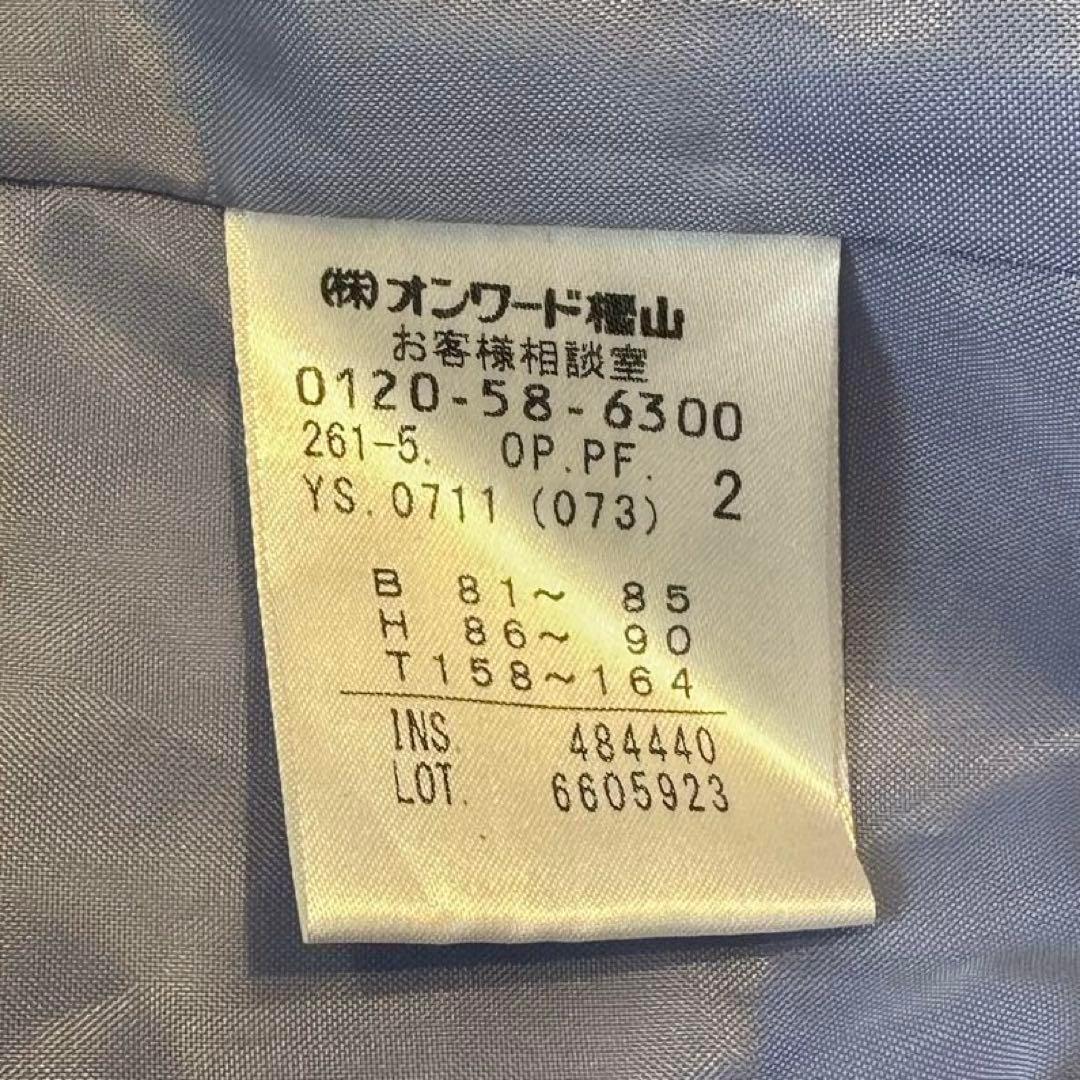 ㈱オンワード樫山
お客様相談室
0120-58-6300
261-5. OP.PF. 2
YS.0711 (073)
B 81~ 85
H 86~ 90
T158~164
INS. 484440
LOT. 6605923